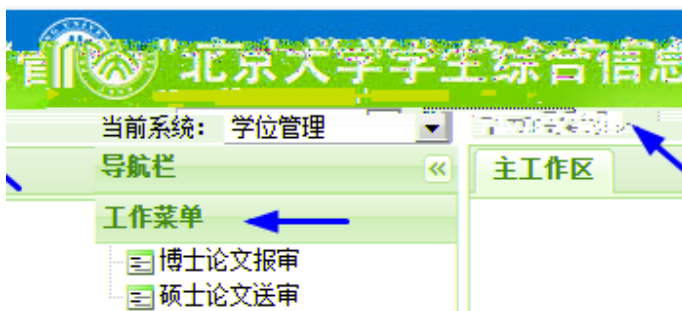 北京大学学生综合信息
当前系统： 学位管理
导航栏
主工作区
工作菜单
博士论文报审
硕士论文送审